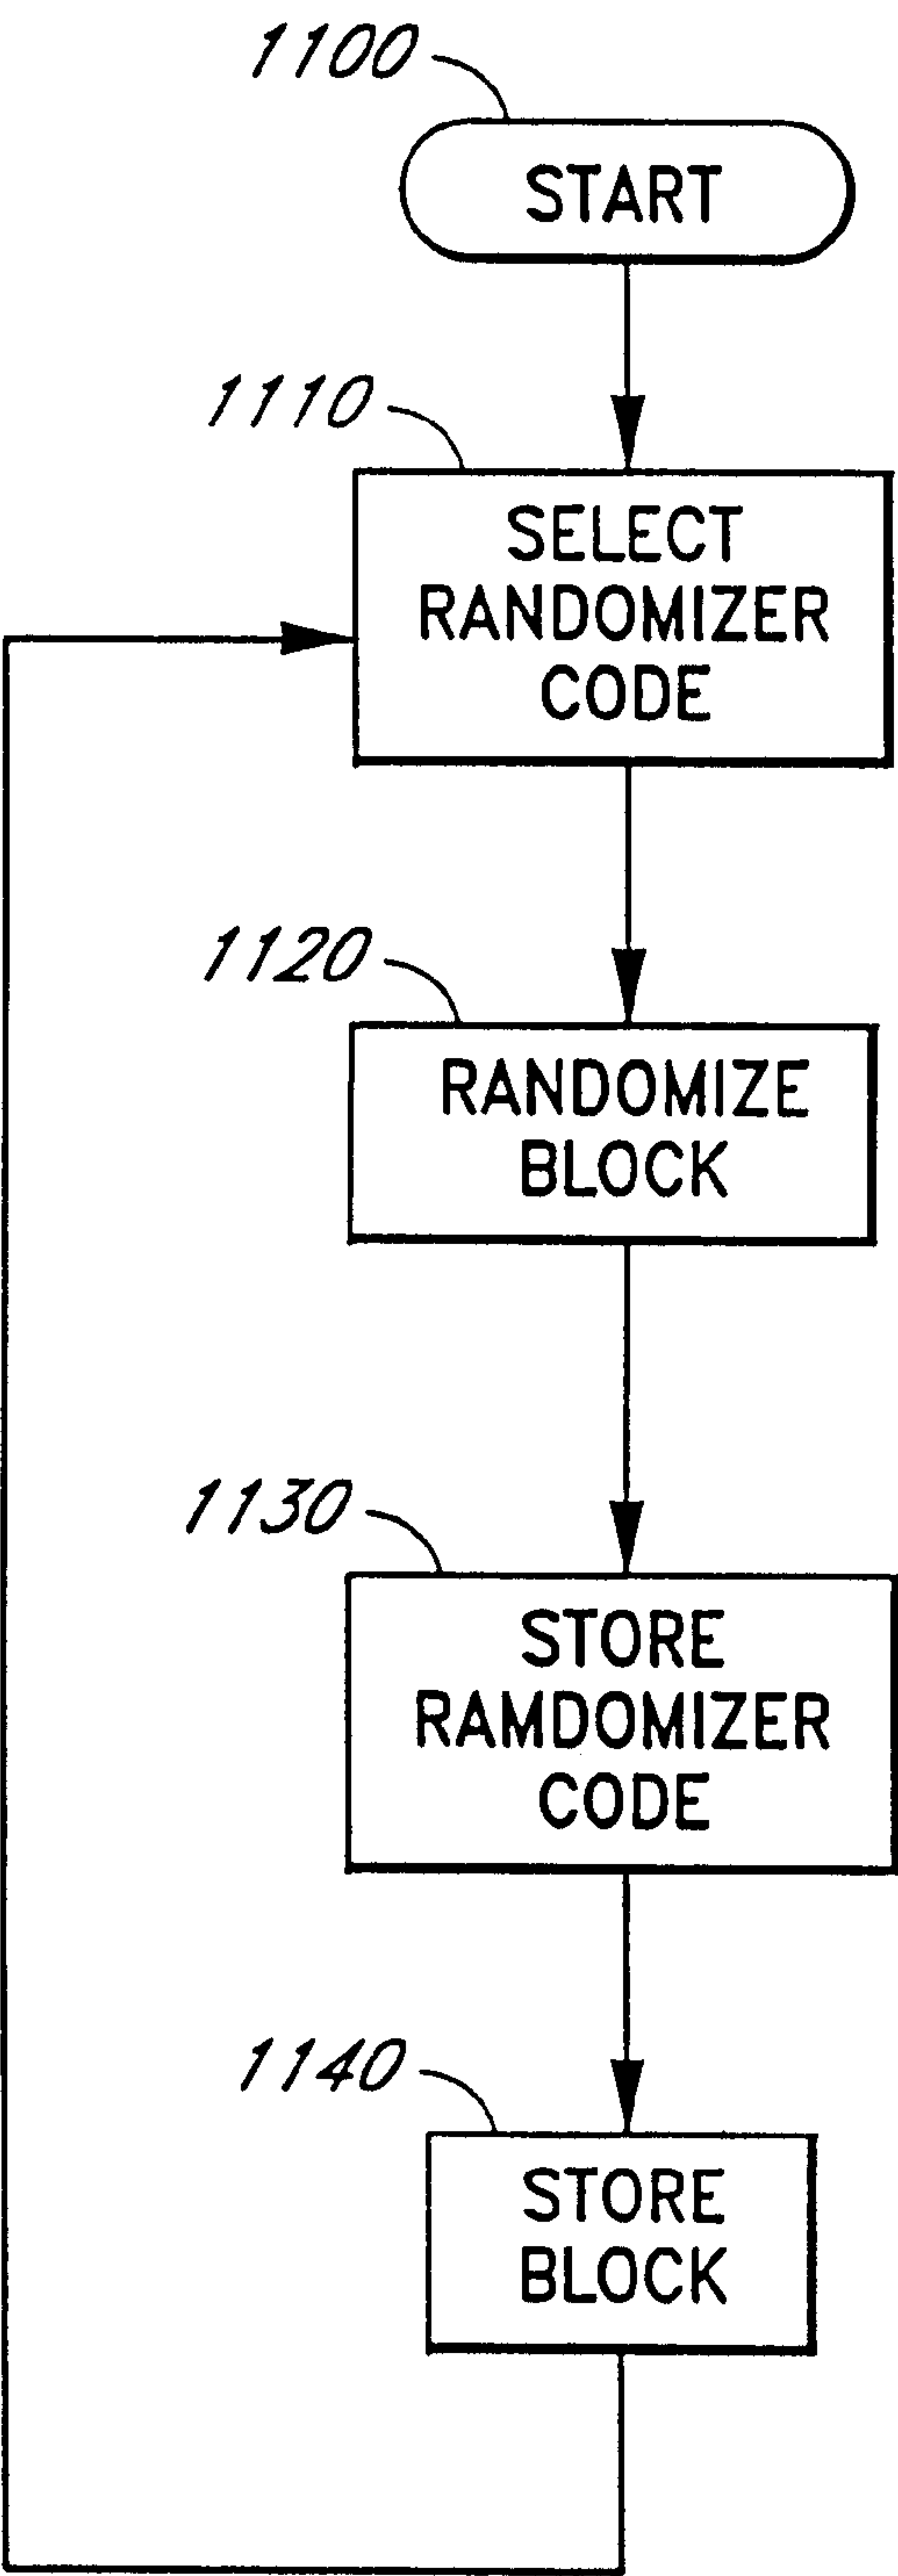 1100
START
1110
SELECT
RANDOMIZER
CODE
1120
RANDOMIZE
BLOCK
1130
STORE
RAMDOMIZER
CODE
1140
STORE
BLOCK